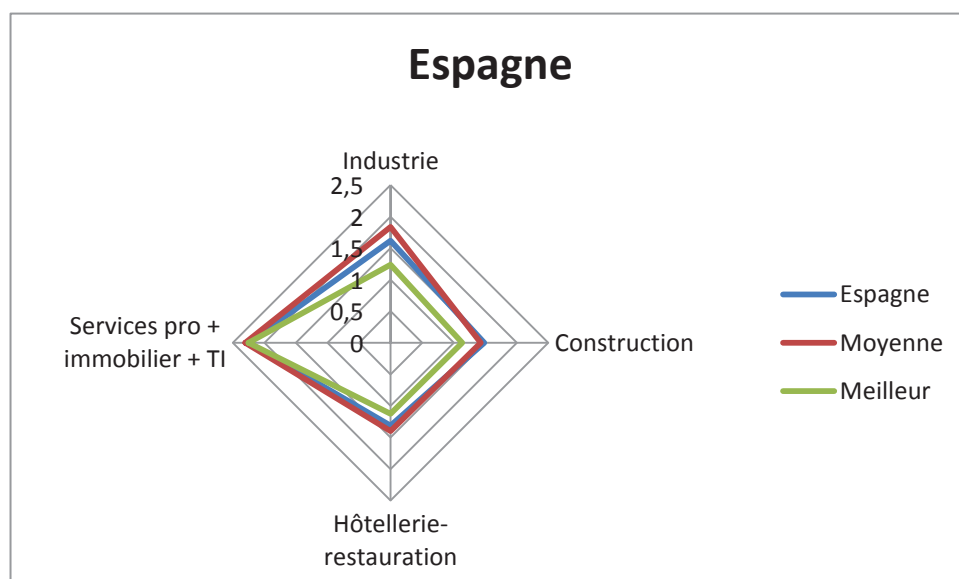 Espagne
Industrie
2,5
2
1,5
1
0,5
0
Services pro +
immobilier + TI
Construction
Hôtellerie-
restauration
Espagne
Moyenne
Meilleur